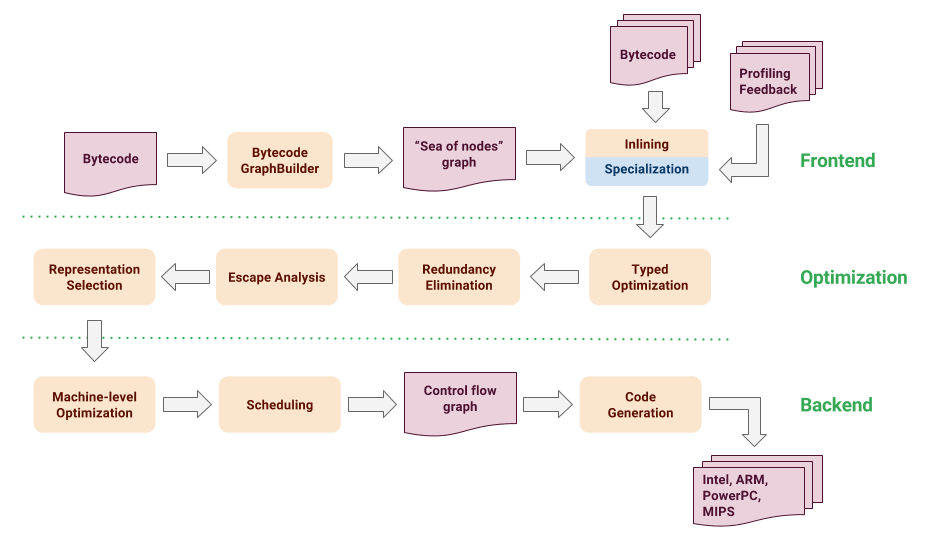 Bytecode
Profiling
Feedback
Bytecode
Bytecode
GraphBuilder
“Sea of nodes”
graph
Inlining
Specialization
Frontend
Representation
Selection
Escape Analysis
Redundancy
Elimination
Typed
Optimization
Optimization
Machine-level
Optimization
Scheduling
Control flow
graph
Code
Generation
Backend
Intel, ARM,
PowerPC,
MIPS